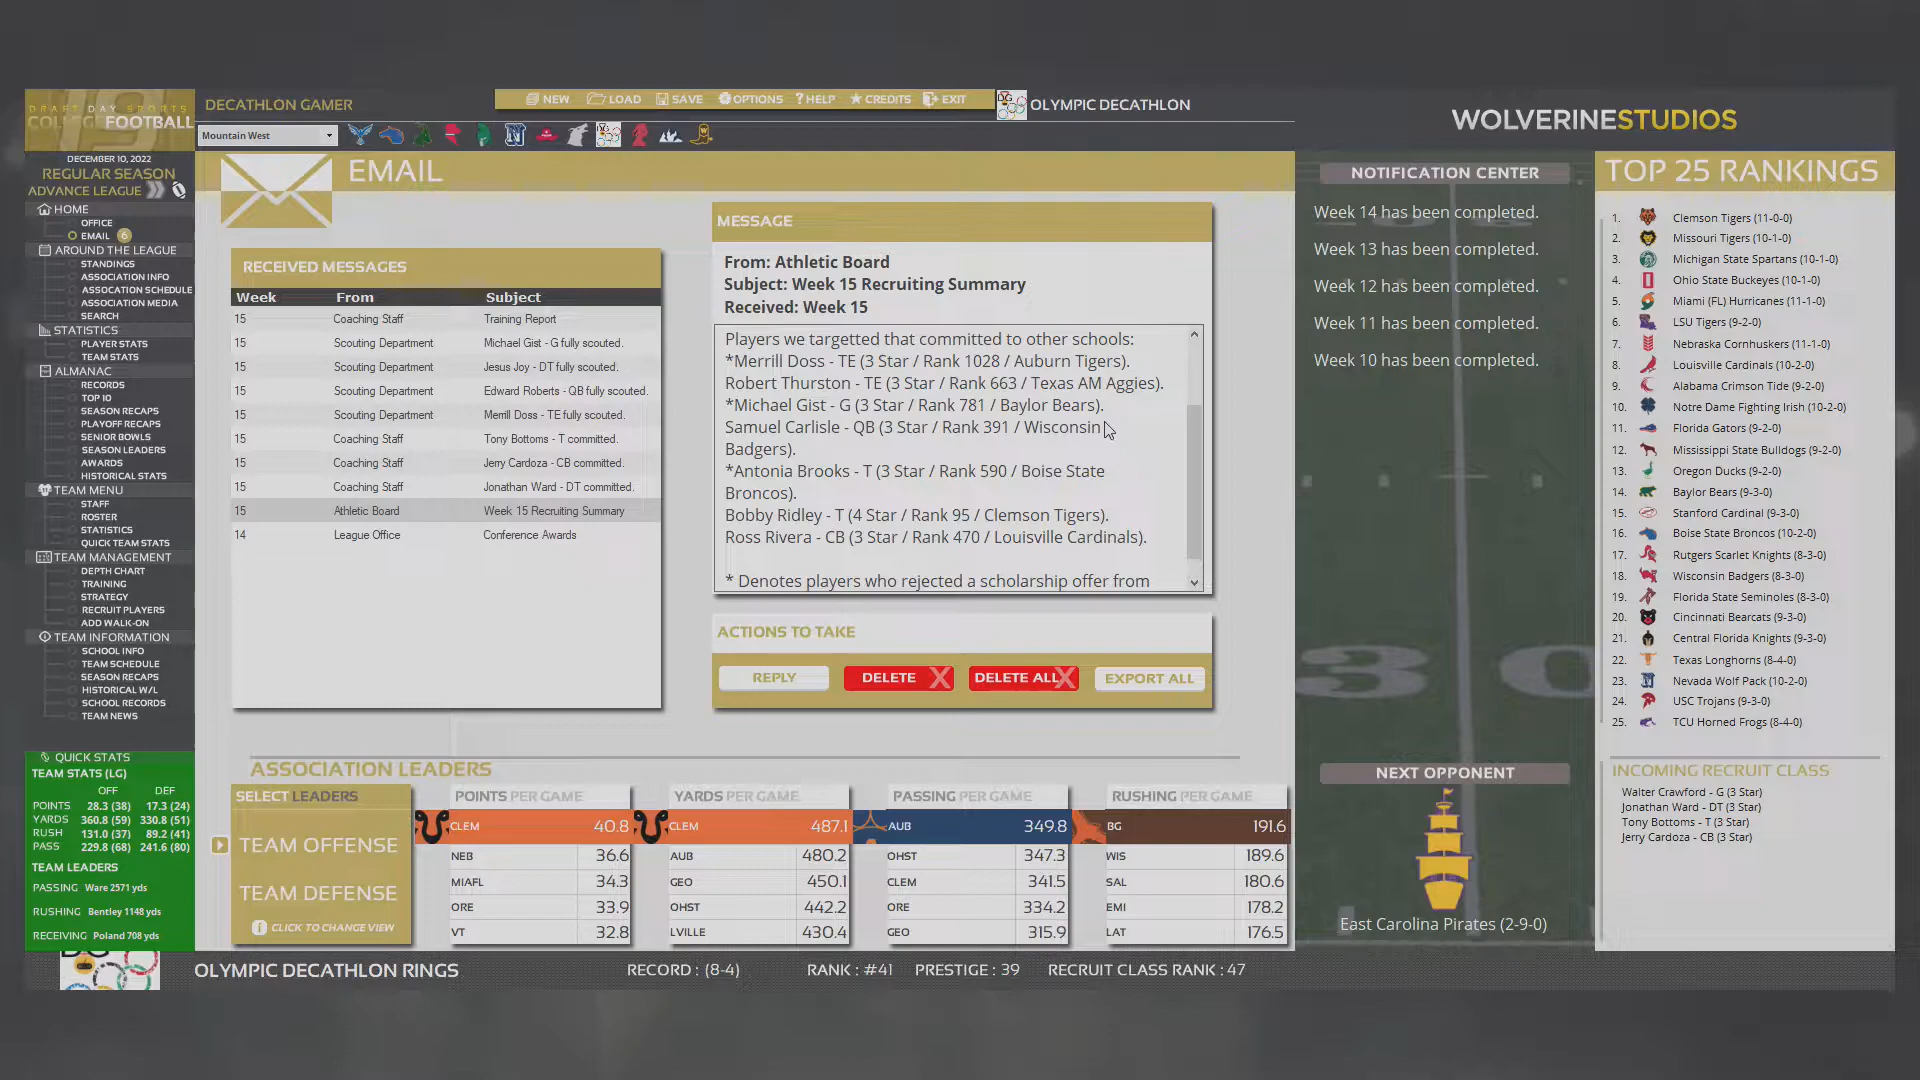 DRAFT DAY SPORTS
COLLEGE FOOTBALL
DECATHLON GAMER
NEW
LOAD
SAVE
OPTIONS
? HELP
CREDITS
EXIT
OLYMPIC DECATHLON
Mountain West
WOLVERINESTUDIOS
DECEMBER 10, 2022
REGULAR SEASON
ADVANCE LEAGUE
HOME
OFFICE
EMAIL 6
AROUND THE LEAGUE
STANDINGS
ASSOCIATION INFO
ASSOCATION SCHEDULE
ASSOCIATION MEDIA
SEARCH
STATISTICS
PLAYER STATS
TEAM STATS
ALMANAC
RECORDS
TOP 10
SEASON RECAPS
PLAYOFF RECAPS
SENIOR BOWLS
SEASON LEADERS
AWARDS
HISTORICAL STATS
TEAM MENU
STAFF
ROSTER
STATISTICS
QUICK TEAM STATS
TEAM MANAGEMENT
DEPTH CHART
TRAINING
STRATEGY
RECRUIT PLAYERS
ADD WALK-ON
TEAM INFORMATION
SCHOOL INFO
TEAM SCHEDULE
SEASON RECAPS
HISTORICAL W/L
SCHOOL RECORDS
TEAM NEWS
QUICK STATS
TEAM STATS (LG)
OFF DEF
POINTS 28.3 (38) 17.3 (24)
YARDS 360.8 (59) 330.8 (51)
RUSH 131.0 (37) 89.2 (41)
PASS 229.8 (68) 241.6 (80)
TEAM LEADERS
PASSING Ware 2571 yds
RUSHING Bentley 1148 yds
RECEIVING Poland 708 yds
EMAIL
RECEIVED MESSAGES
Week From Subject
15 Coaching Staff Training Report
15 Scouting Department Michael Gist - G fully scouted.
15 Scouting Department Jesus Joy - DT fully scouted.
15 Scouting Department Edward Roberts - QB fully scouted.
15 Scouting Department Merrill Doss - TE fully scouted.
15 Coaching Staff Tony Bottoms - T committed.
15 Coaching Staff Jerry Cardoza - CB committed.
15 Coaching Staff Jonathan Ward - DT committed.
15 Athletic Board Week 15 Recruiting Summary
14 League Office Conference Awards
MESSAGE
From: Athletic Board
Subject: Week 15 Recruiting Summary
Received: Week 15
Players we targetted that committed to other schools:
*Merrill Doss - TE (3 Star / Rank 1028 / Auburn Tigers).
Robert Thurston - TE (3 Star / Rank 663 / Texas AM Aggies).
*Michael Gist - G (3 Star / Rank 781 / Baylor Bears).
Samuel Carlisle - QB (3 Star / Rank 391 / Wisconsin
Badgers).
*Antonia Brooks - T (3 Star / Rank 590 / Boise State
Broncos).
Bobby Ridley - T (4 Star / Rank 95 / Clemson Tigers).
Ross Rivera - CB (3 Star / Rank 470 / Louisville Cardinals).
* Denotes players who rejected a scholarship offer from
ACTIONS TO TAKE
REPLY
DELETE X
DELETE ALL X
EXPORT ALL
ASSOCIATION LEADERS
SELECT LEADERS
TEAM OFFENSE
TEAM DEFENSE
i CLICK TO CHANGE VIEW
POINTS PER GAME
CLEM 40.8
NEB 36.6
MIAFL 34.3
ORE 33.9
VT 32.8
YARDS PER GAME
CLEM 487.1
AUB 480.2
GEO 450.1
OHST 442.2
LVILLE 430.4
PASSING PER GAME
AUB 349.8
OHST 347.3
CLEM 341.5
ORE 334.2
GEO 315.9
RUSHING PER GAME
BG 191.6
WIS 189.6
SAL 180.6
EMI 178.2
LAT 176.5
NOTIFICATION CENTER
Week 14 has been completed.
Week 13 has been completed.
Week 12 has been completed.
Week 11 has been completed.
Week 10 has been completed.
3 0
NEXT OPPONENT
East Carolina Pirates (2-9-0)
TOP 25 RANKINGS
1. Clemson Tigers (11-0-0)
2. Missouri Tigers (10-1-0)
3. Michigan State Spartans (10-1-0)
4. Ohio State Buckeyes (10-1-0)
5. Miami (FL) Hurricanes (11-1-0)
6. LSU Tigers (9-2-0)
7. Nebraska Cornhuskers (11-1-0)
8. Louisville Cardinals (10-2-0)
9. Alabama Crimson Tide (9-2-0)
10. Notre Dame Fighting Irish (10-2-0)
11. Florida Gators (9-2-0)
12. Mississippi State Bulldogs (9-2-0)
13. Oregon Ducks (9-2-0)
14. Baylor Bears (9-3-0)
15. Stanford Cardinal (9-3-0)
16. Boise State Broncos (10-2-0)
17. Rutgers Scarlet Knights (8-3-0)
18. Wisconsin Badgers (8-3-0)
19. Florida State Seminoles (8-3-0)
20. Cincinnati Bearcats (9-3-0)
21. Central Florida Knights (9-3-0)
22. Texas Longhorns (8-4-0)
23. Nevada Wolf Pack (10-2-0)
24. USC Trojans (9-3-0)
25. TCU Horned Frogs (8-4-0)
INCOMING RECRUIT CLASS
Walter Crawford - G (3 Star)
Jonathan Ward - DT (3 Star)
Tony Bottoms - T (3 Star)
Jerry Cardoza - CB (3 Star)
OLYMPIC DECATHLON RINGS
RECORD : (8-4)
RANK : #41
PRESTIGE : 39
RECRUIT CLASS RANK : 47